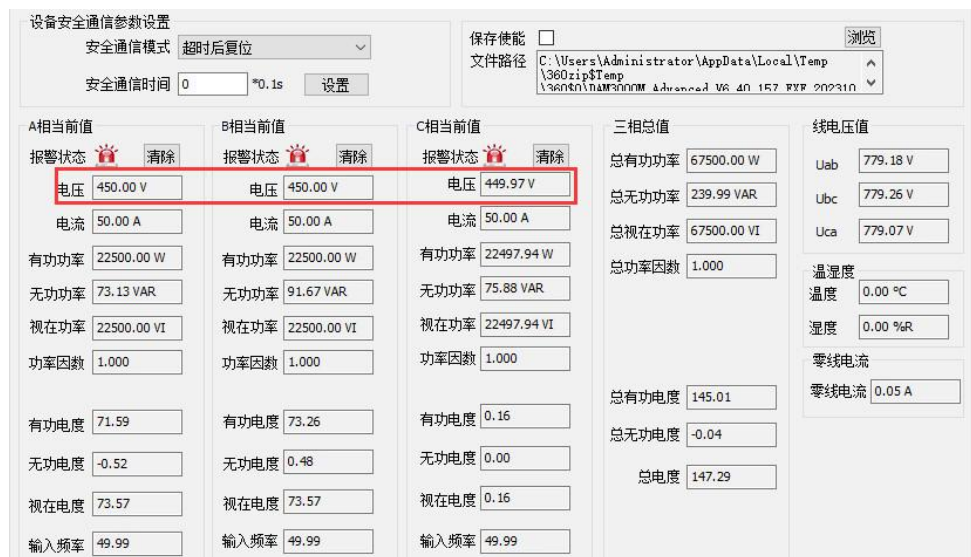 设备安全通信参数设置
安全通信模式 超时后复位
安全通信时间 0 *0.1s 设置
保存使能 浏览
文件路径 C:\Users\Administrator\AppData\Local\Temp
\360zip$Temp
\360$0\DAM3000M Advanced V6.40.157.EXE 202310
A相当前值
报警状态 清除
电压 450.00 V
电流 50.00 A
有功功率 22500.00 W
无功功率 73.13 VAR
视在功率 22500.00 VI
功率因数 1.000
有功电度 71.59
无功电度 -0.52
视在电度 73.57
输入频率 49.99
B相当前值
报警状态 清除
电压 450.00 V
电流 50.00 A
有功功率 22500.00 W
无功功率 91.67 VAR
视在功率 22500.00 VI
功率因数 1.000
有功电度 73.26
无功电度 0.48
视在电度 73.57
输入频率 49.99
C相当前值
报警状态 清除
电压 449.97 V
电流 50.00 A
有功功率 22497.94 W
无功功率 75.88 VAR
视在功率 22497.94 VI
功率因数 1.000
有功电度 0.16
无功电度 0.00
视在电度 0.16
输入频率 49.99
三相总值
总有功功率 67500.00 W
总无功功率 239.99 VAR
总视在功率 67500.00 VI
总功率因数 1.000
总有功电度 145.01
总无功电度 -0.04
总电度 147.29
线电压值
Uab 779.18 V
Ubc 779.26 V
Uca 779.07 V
温湿度
温度 0.00 ℃
湿度 0.00 %R
零线电流
零线电流 0.05 A